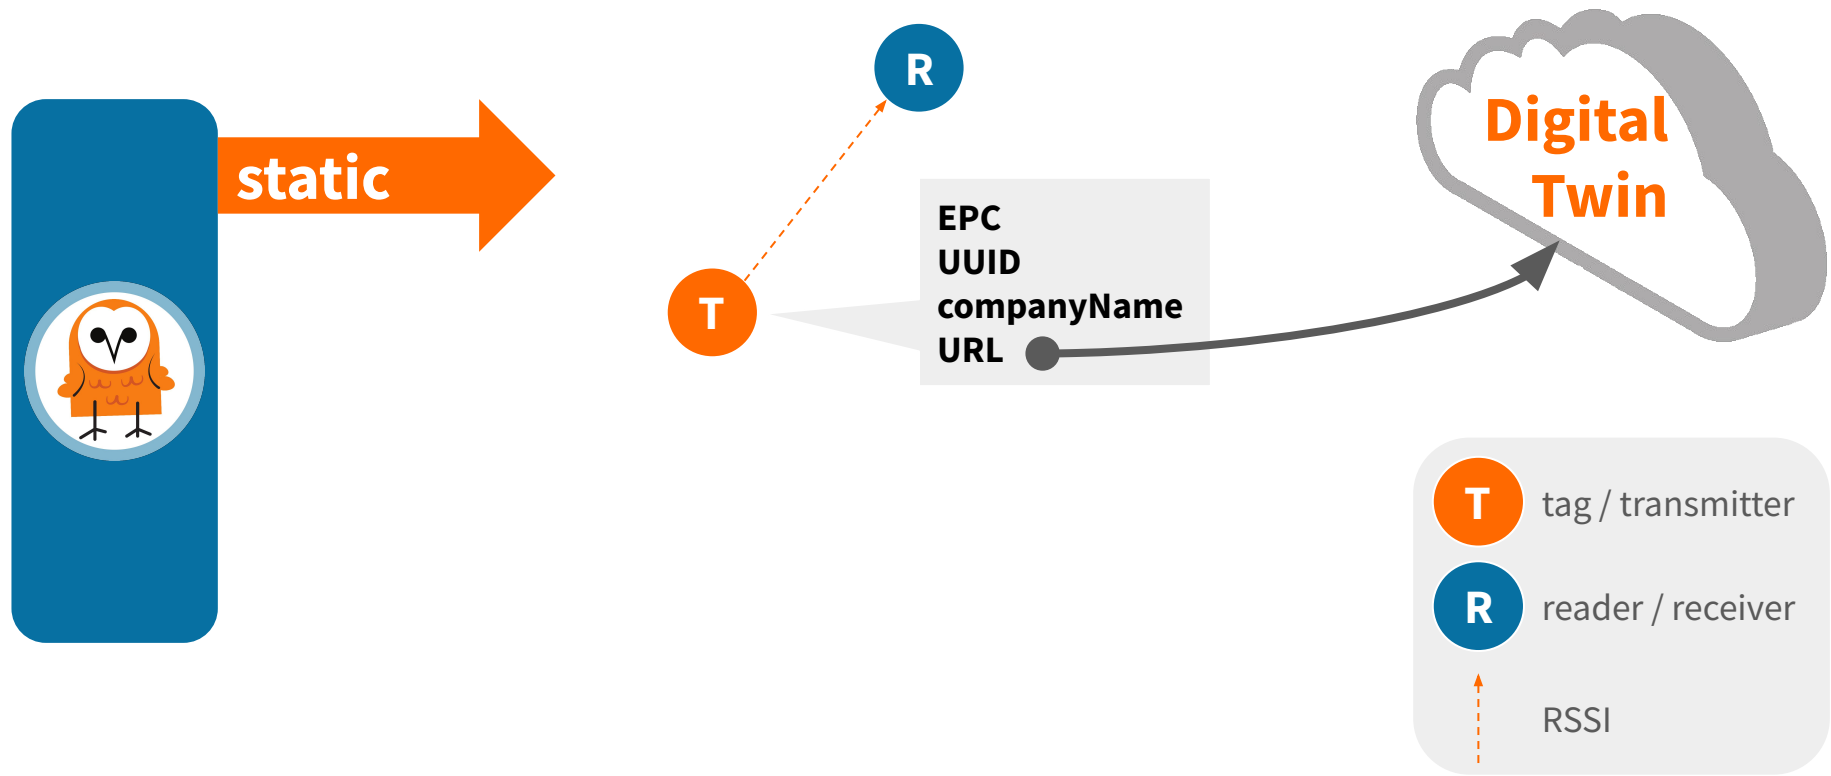 static
R
T
EPC
UUID
companyName
URL
Digital
Twin
T tag / transmitter
R reader / receiver
RSSI